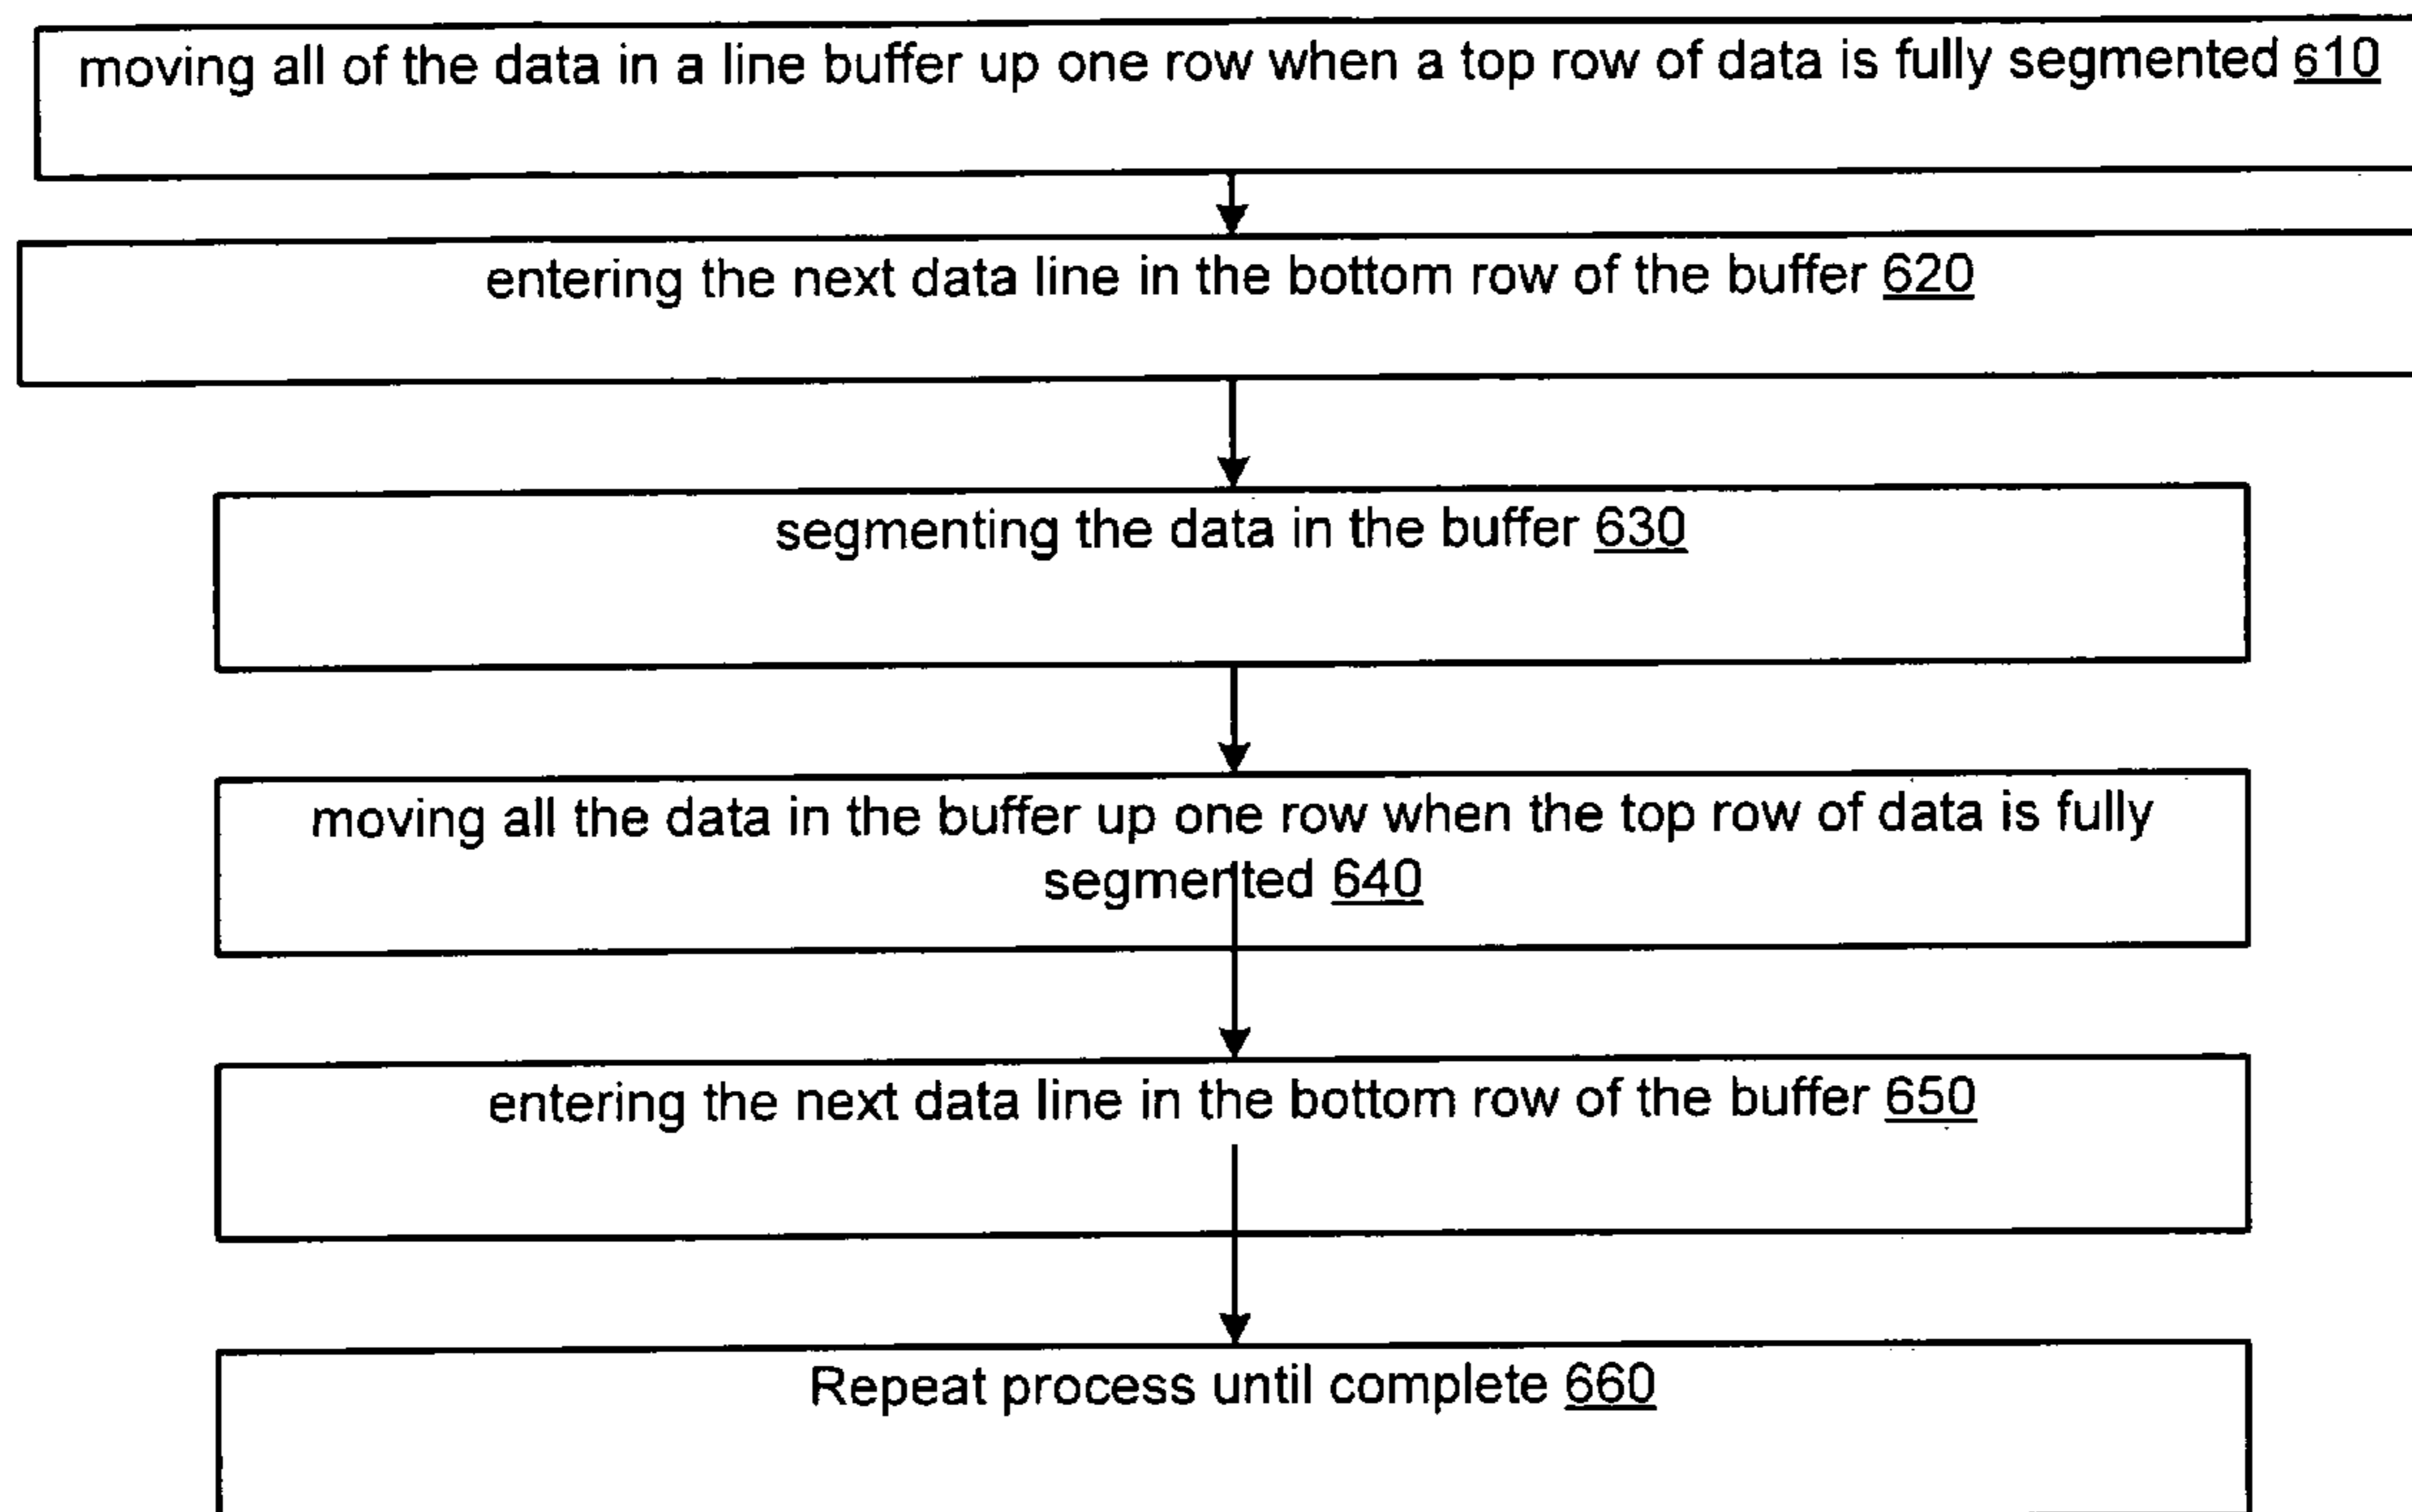 moving all of the data in a line buffer up one row when a top row of data is fully segmented 610
entering the next data line in the bottom row of the buffer 620
segmenting the data in the buffer 630
moving all the data in the buffer up one row when the top row of data is fully
segmented 640
entering the next data line in the bottom row of the buffer 650
Repeat process until complete 660